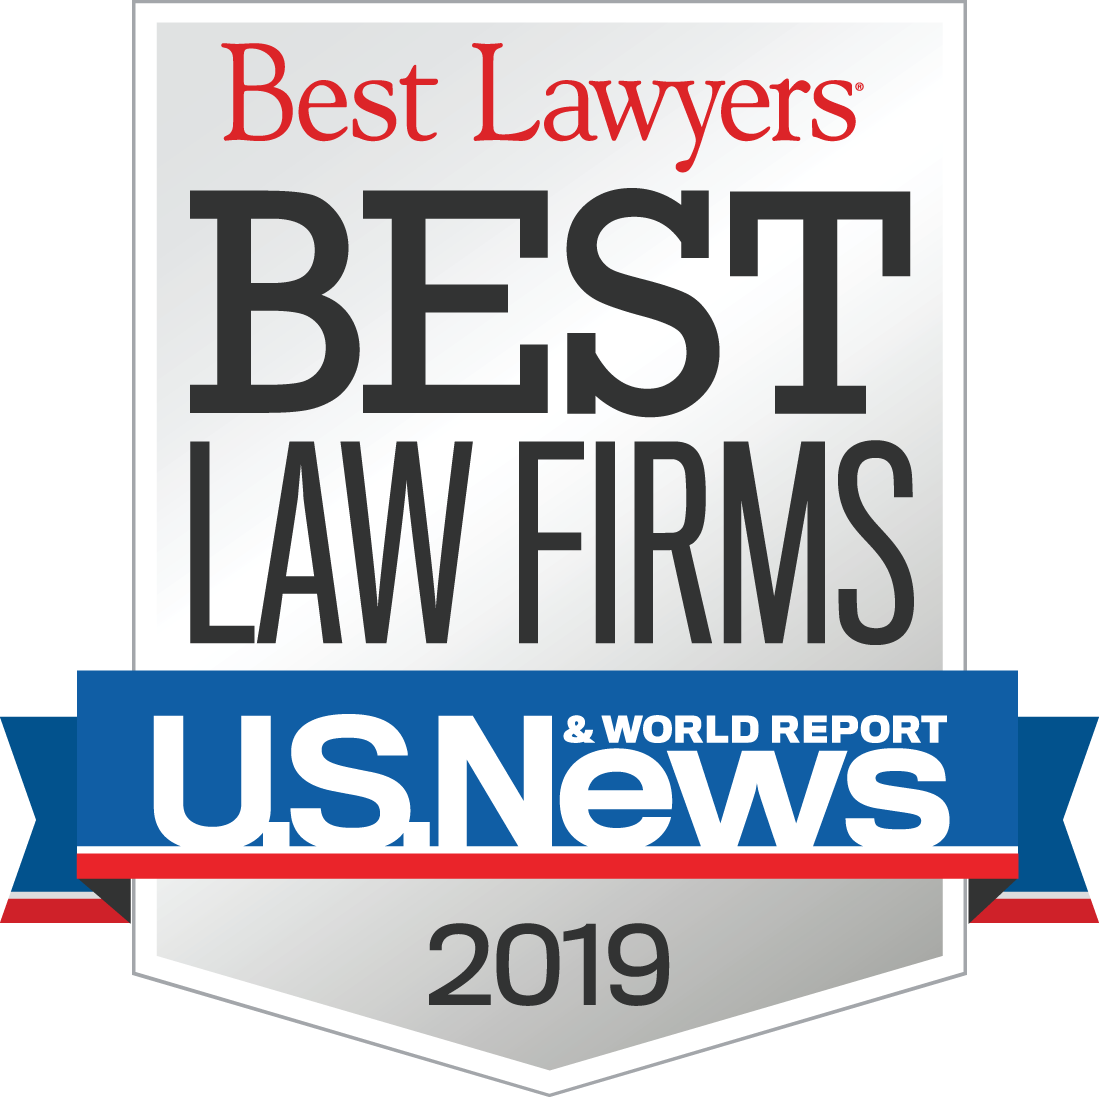 Best Lawyers®
BEST
LAW FIRMS
U.S.News
& WORLD REPORT
2019